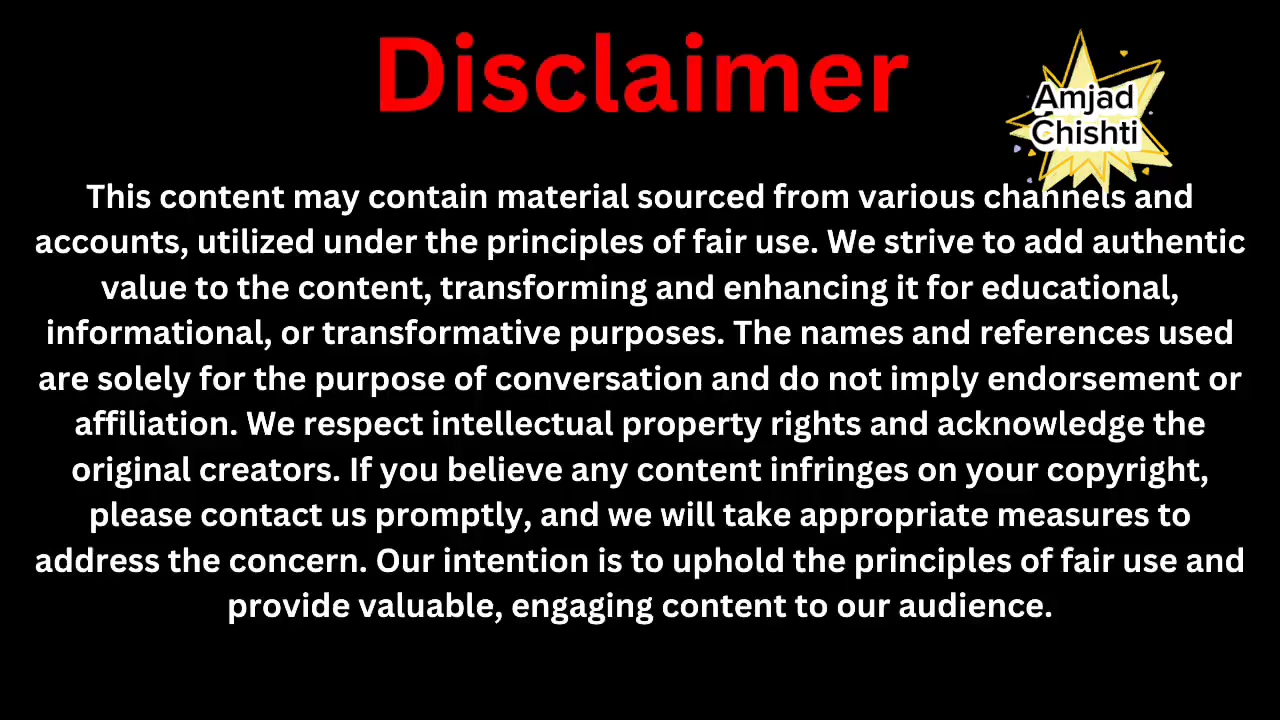 Disclaimer
Amjad
Chishti
This content may contain material sourced from various channels and
accounts, utilized under the principles of fair use. We strive to add authentic
value to the content, transforming and enhancing it for educational,
informational, or transformative purposes. The names and references used
are solely for the purpose of conversation and do not imply endorsement or
affiliation. We respect intellectual property rights and acknowledge the
original creators. If you believe any content infringes on your copyright,
please contact us promptly, and we will take appropriate measures to
address the concern. Our intention is to uphold the principles of fair use and
provide valuable, engaging content to our audience.